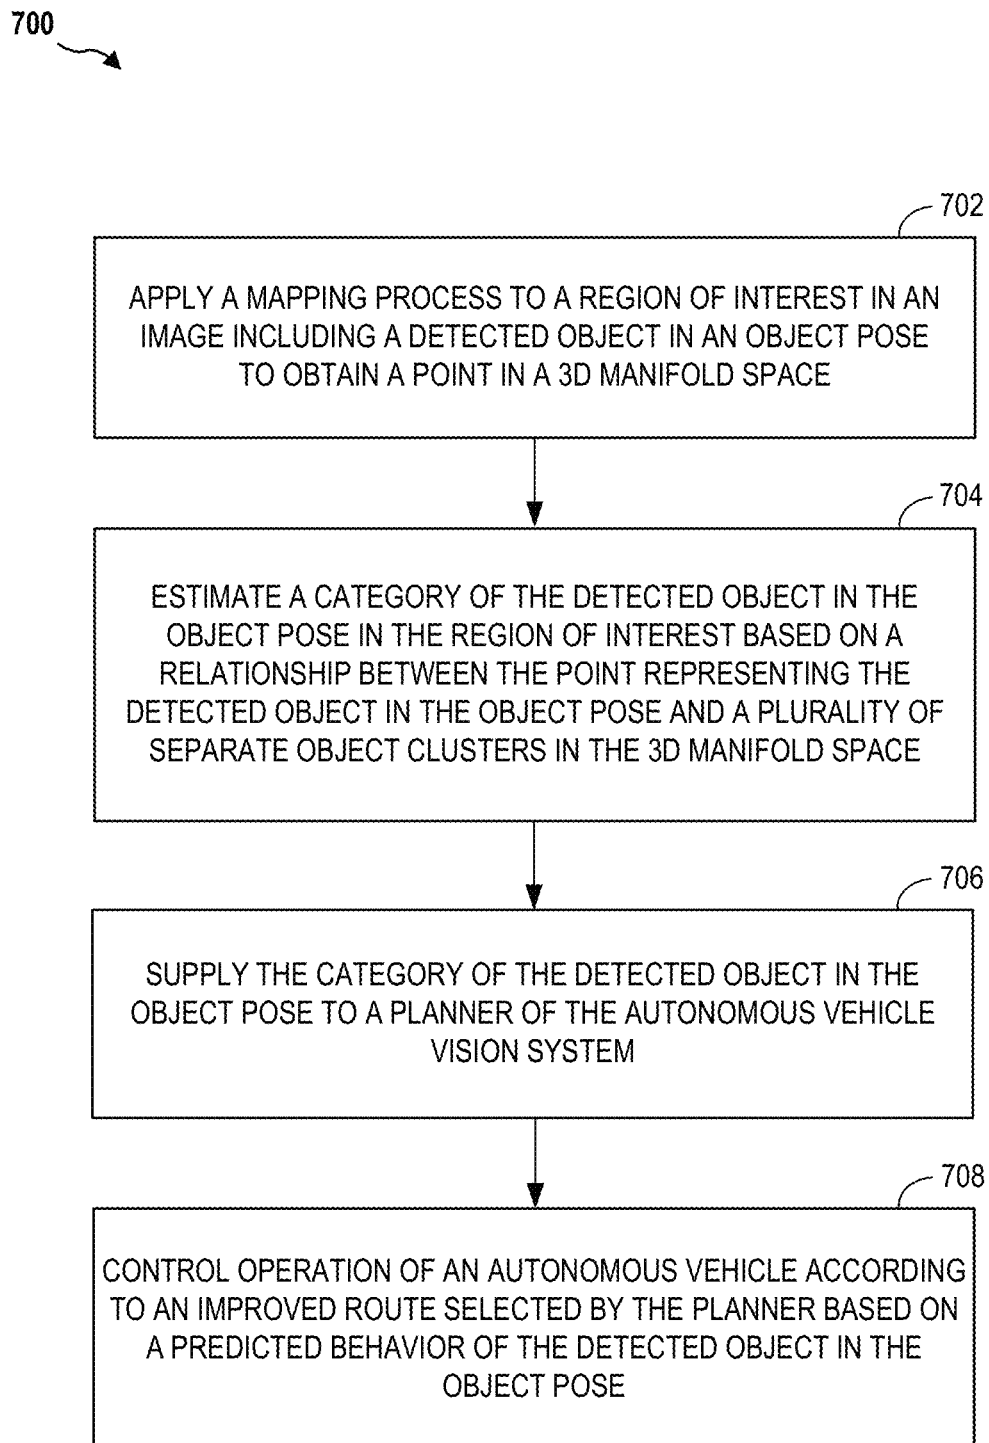 700
702
APPLY A MAPPING PROCESS TO A REGION OF INTEREST IN AN
IMAGE INCLUDING A DETECTED OBJECT IN AN OBJECT POSE
TO OBTAIN A POINT IN A 3D MANIFOLD SPACE
704
ESTIMATE A CATEGORY OF THE DETECTED OBJECT IN THE
OBJECT POSE IN THE REGION OF INTEREST BASED ON A
RELATIONSHIP BETWEEN THE POINT REPRESENTING THE
DETECTED OBJECT IN THE OBJECT POSE AND A PLURALITY OF
SEPARATE OBJECT CLUSTERS IN THE 3D MANIFOLD SPACE
706
SUPPLY THE CATEGORY OF THE DETECTED OBJECT IN THE
OBJECT POSE TO A PLANNER OF THE AUTONOMOUS VEHICLE
VISION SYSTEM
708
CONTROL OPERATION OF AN AUTONOMOUS VEHICLE ACCORDING
TO AN IMPROVED ROUTE SELECTED BY THE PLANNER BASED ON
A PREDICTED BEHAVIOR OF THE DETECTED OBJECT IN THE
OBJECT POSE